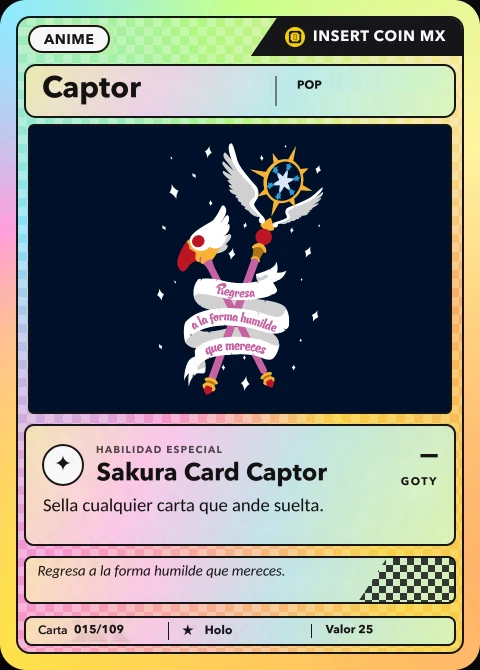 ANIME
INSERT COIN MX
Captor
POP
Regresa
a la forma humilde
que mereces
HABILIDAD ESPECIAL
Sakura Card Captor
—
GOTY
Sella cualquier carta que ande suelta.
Regresa a la forma humilde que mereces.
Carta 015/109
★ Holo
Valor 25